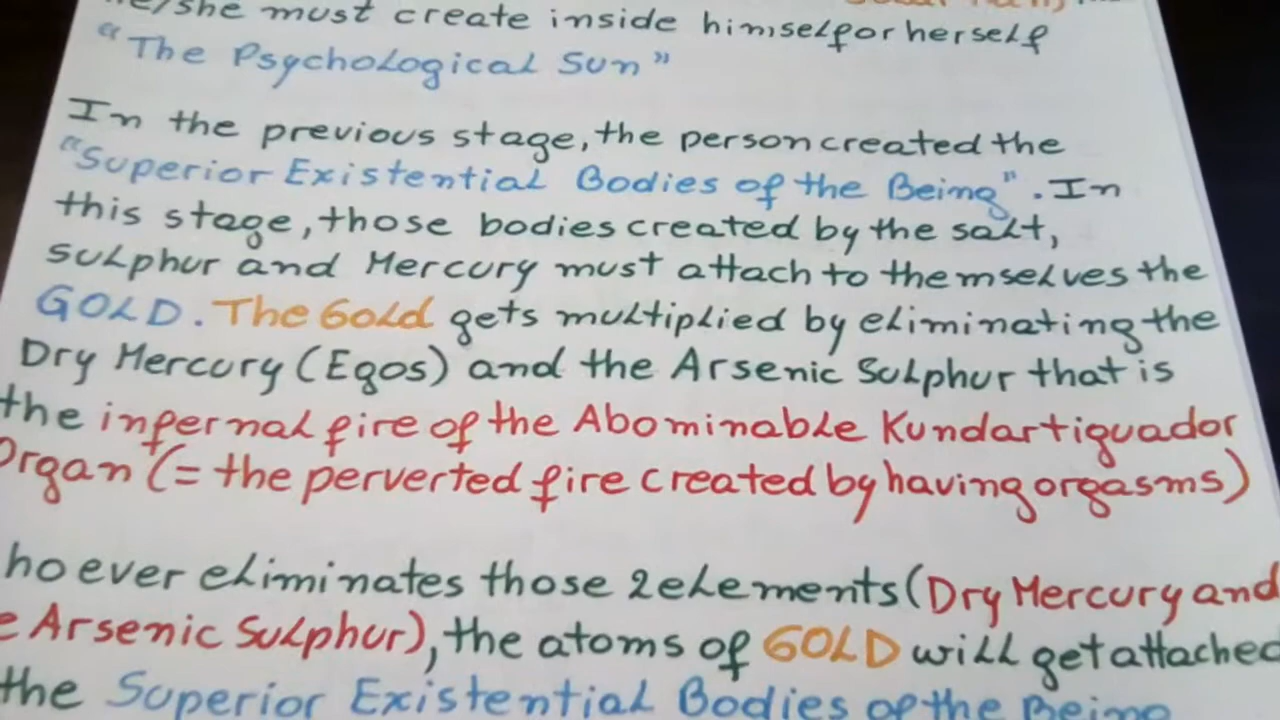 he/she must create inside himself or herself
"The Psychological Sun"
In the previous stage, the person created the
"Superior Existential Bodies of the Being". In
this stage, those bodies created by the salt,
sulphur and Mercury must attach to themselves the
GOLD. The Gold gets multiplied by eliminating the
Dry Mercury (Egos) and the Arsenic Sulphur that is
the infernal fire of the Abominable Kundartiguador
Organ (= the perverted fire created by having orgasms)
hoever eliminates those 2 elements (Dry Mercury and
e Arsenic Sulphur), the atoms of GOLD will get attached
the Superior Existential Bodies of the Being